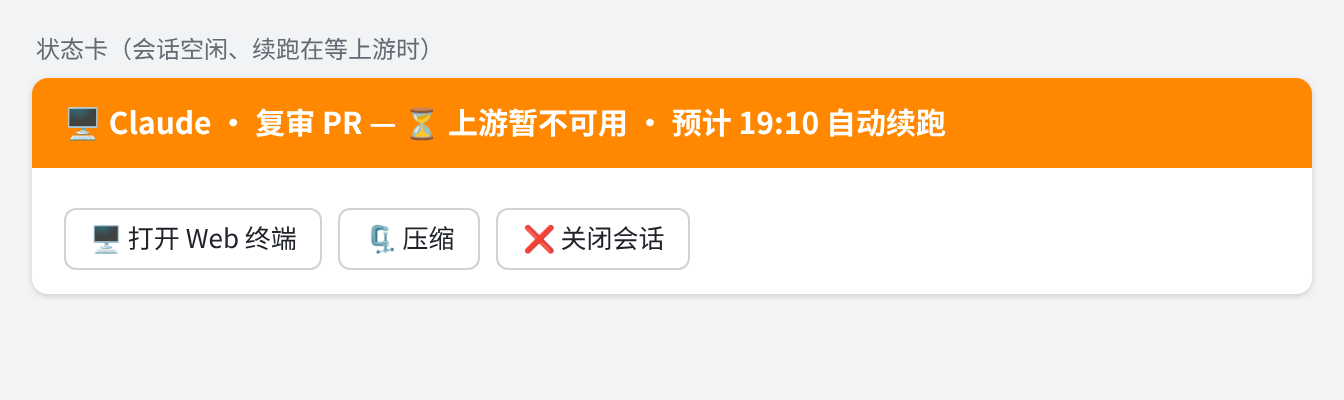 状态卡（会话空闲、续跑在等上游时）
🖥️ Claude · 复审 PR — ⏳ 上游暂不可用 · 预计 19:10 自动续跑
🖥️ 打开 Web 终端
🗜️ 压缩
❌ 关闭会话